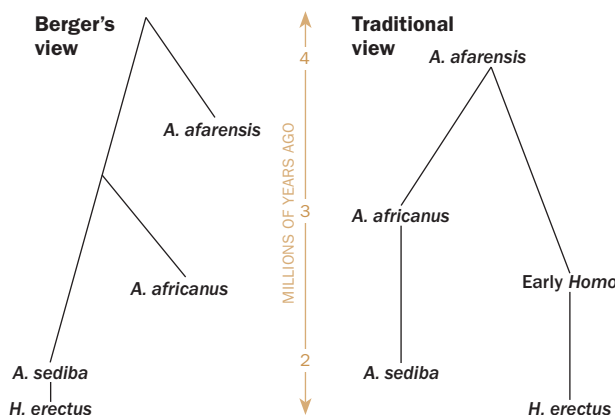 Berger's
view
A. afarensis
A. africanus
A. sediba
H. erectus
MILLIONS OF YEARS AGO
4
3
2
Traditional
view
A. afarensis
A. africanus
Early Homo
A. sediba
H. erectus